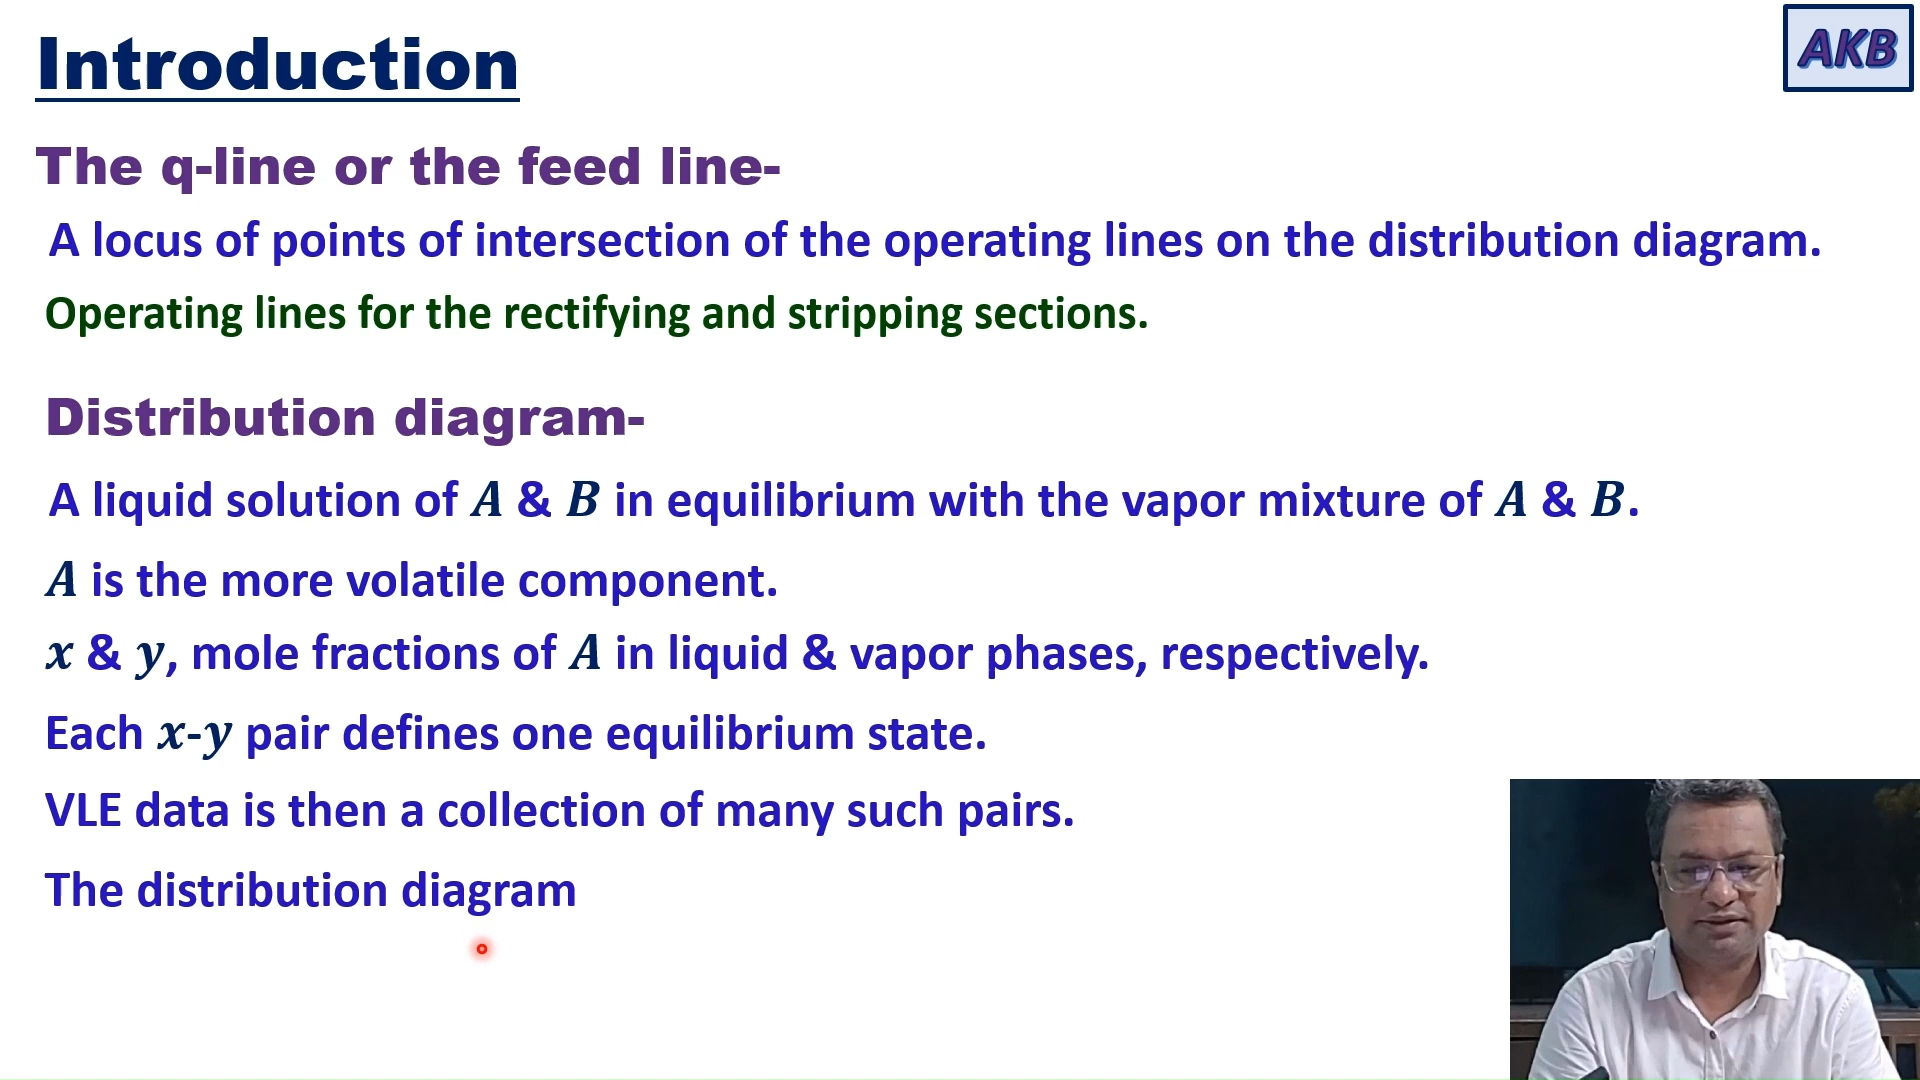 Introduction
AKB
The q-line or the feed line-
A locus of points of intersection of the operating lines on the distribution diagram.
Operating lines for the rectifying and stripping sections.
Distribution diagram-
A liquid solution of A & B in equilibrium with the vapor mixture of A & B.
A is the more volatile component.
x & y, mole fractions of A in liquid & vapor phases, respectively.
Each x-y pair defines one equilibrium state.
VLE data is then a collection of many such pairs.
The distribution diagram